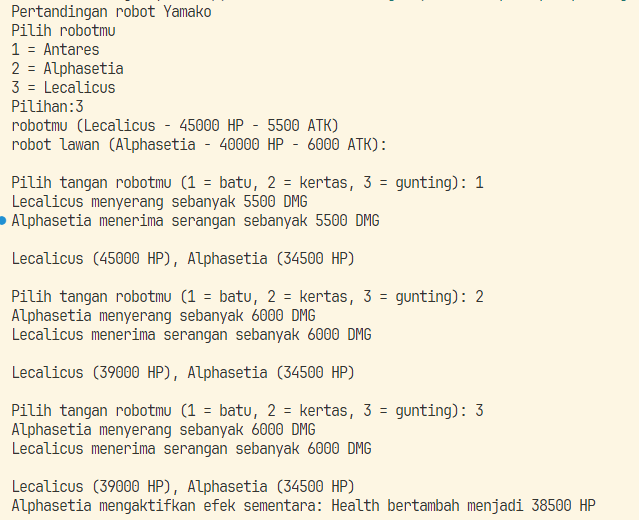 Pertandingan robot Yamako
Pilih robotmu
1 = Antares
2 = Alphasetia
3 = Lecalicus
Pilihan:3
robotmu (Lecalicus - 45000 HP - 5500 ATK)
robot lawan (Alphasetia - 40000 HP - 6000 ATK):
Pilih tangan robotmu (1 = batu, 2 = kertas, 3 = gunting): 1
Lecalicus menyerang sebanyak 5500 DMG
Alphasetia menerima serangan sebanyak 5500 DMG
Lecalicus (45000 HP), Alphasetia (34500 HP)
Pilih tangan robotmu (1 = batu, 2 = kertas, 3 = gunting): 2
Alphasetia menyerang sebanyak 6000 DMG
Lecalicus menerima serangan sebanyak 6000 DMG
Lecalicus (39000 HP), Alphasetia (34500 HP)
Pilih tangan robotmu (1 = batu, 2 = kertas, 3 = gunting): 3
Alphasetia menyerang sebanyak 6000 DMG
Lecalicus menerima serangan sebanyak 6000 DMG
Lecalicus (39000 HP), Alphasetia (34500 HP)
Alphasetia mengaktifkan efek sementara: Health bertambah menjadi 38500 HP